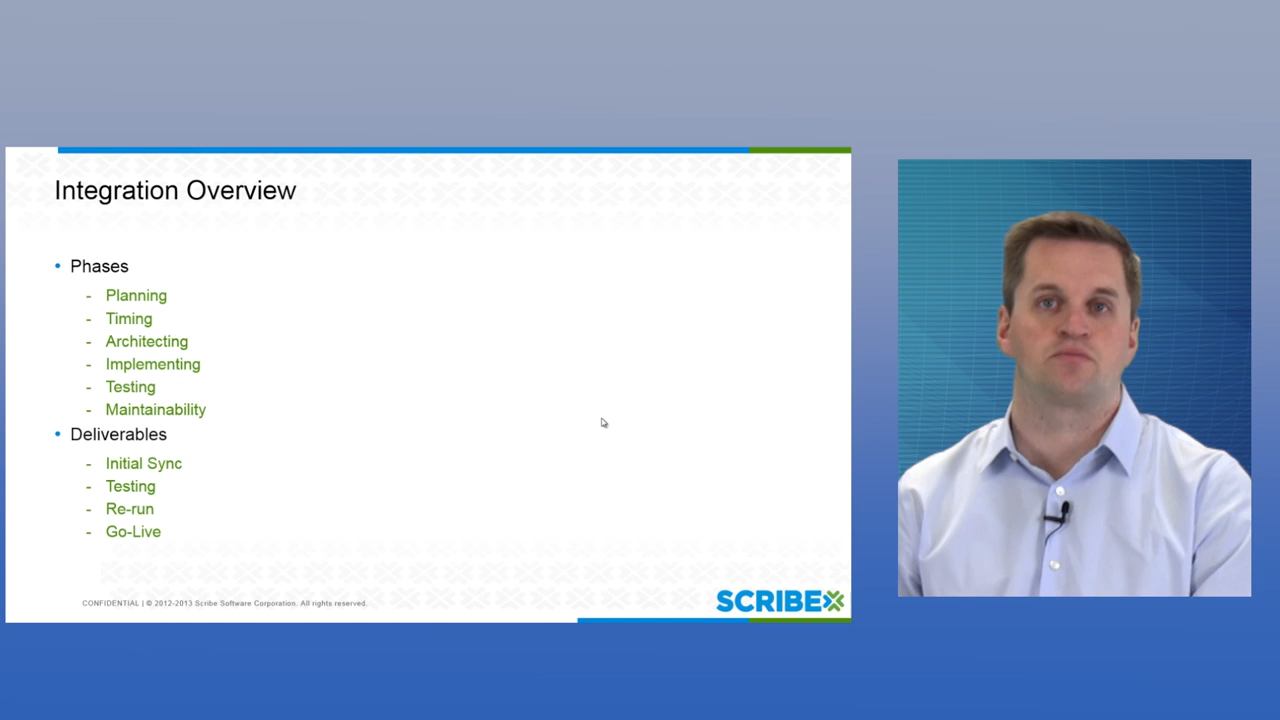 Integration Overview
• Phases
- Planning
- Timing
- Architecting
- Implementing
- Testing
- Maintainability
• Deliverables
- Initial Sync
- Testing
- Re-run
- Go-Live
CONFIDENTIAL | © 2012-2013 Scribe Software Corporation. All rights reserved.
SCRIBE